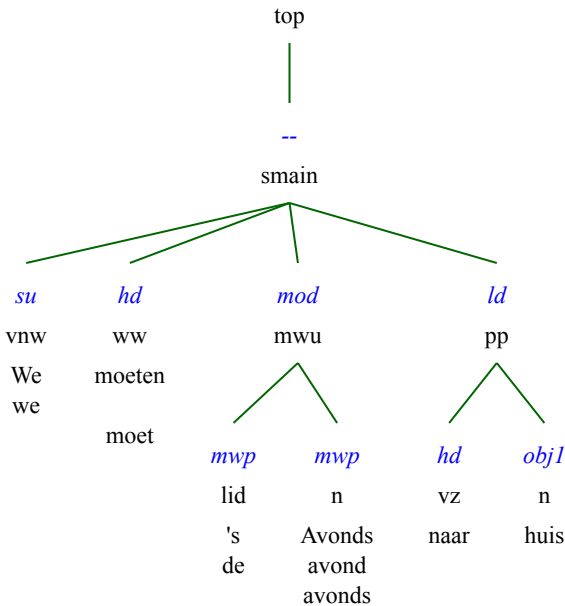 top
--
smain
su hd mod ld
vnw ww mwu pp
We moeten
we
moet
mwp mwp hd obj1
lid n vz n
's Avonds naar huis
de avond
avonds